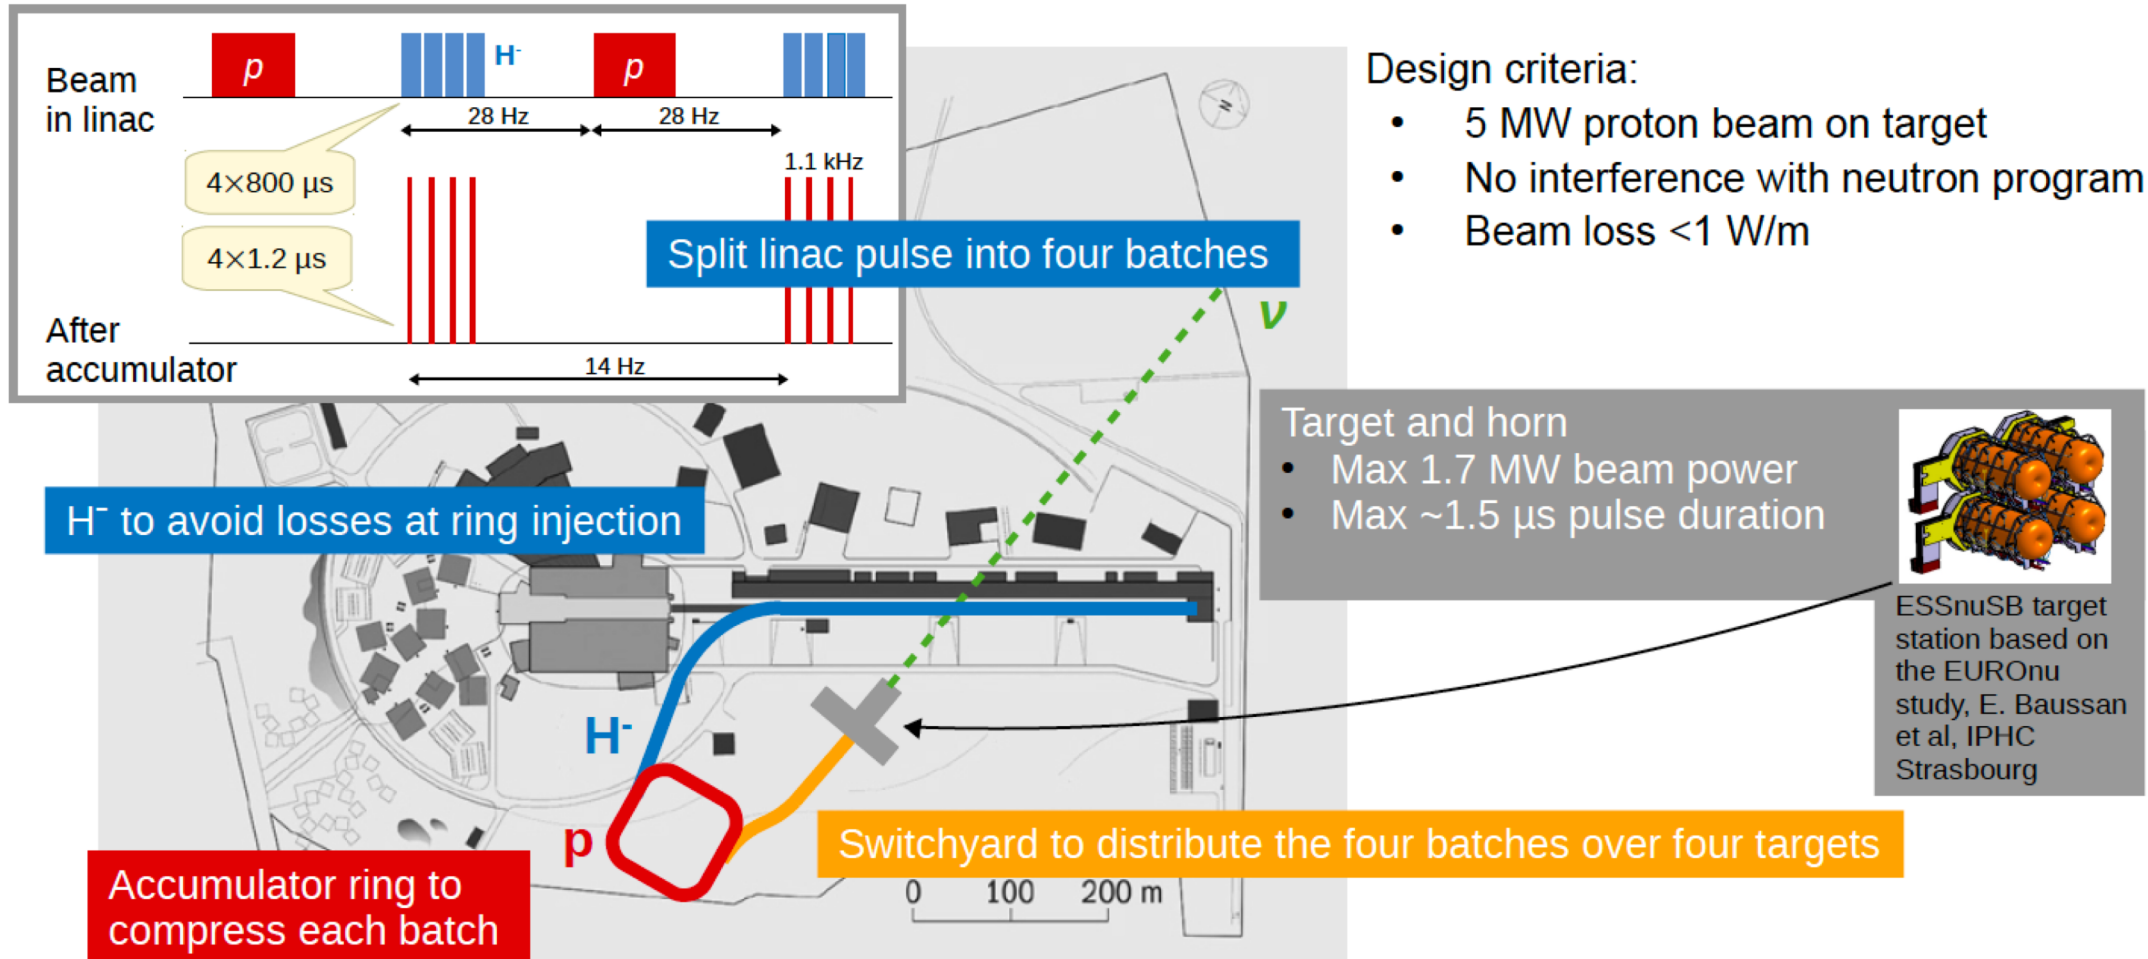 Beam
in linac
p
H-
p
28 Hz
28 Hz
4×800 µs
1.1 kHz
4×1.2 µs
After
accumulator
14 Hz
Design criteria:
• 5 MW proton beam on target
• No interference with neutron program
• Beam loss <1 W/m
N
Split linac pulse into four batches
ν
Target and horn
• Max 1.7 MW beam power
• Max ~1.5 µs pulse duration
H⁻ to avoid losses at ring injection
ESSnuSB target
station based on
the EUROnu
study, E. Baussan
et al, IPHC
Strasbourg
H-
p
Switchyard to distribute the four batches over four targets
Accumulator ring to
compress each batch
0 100 200 m